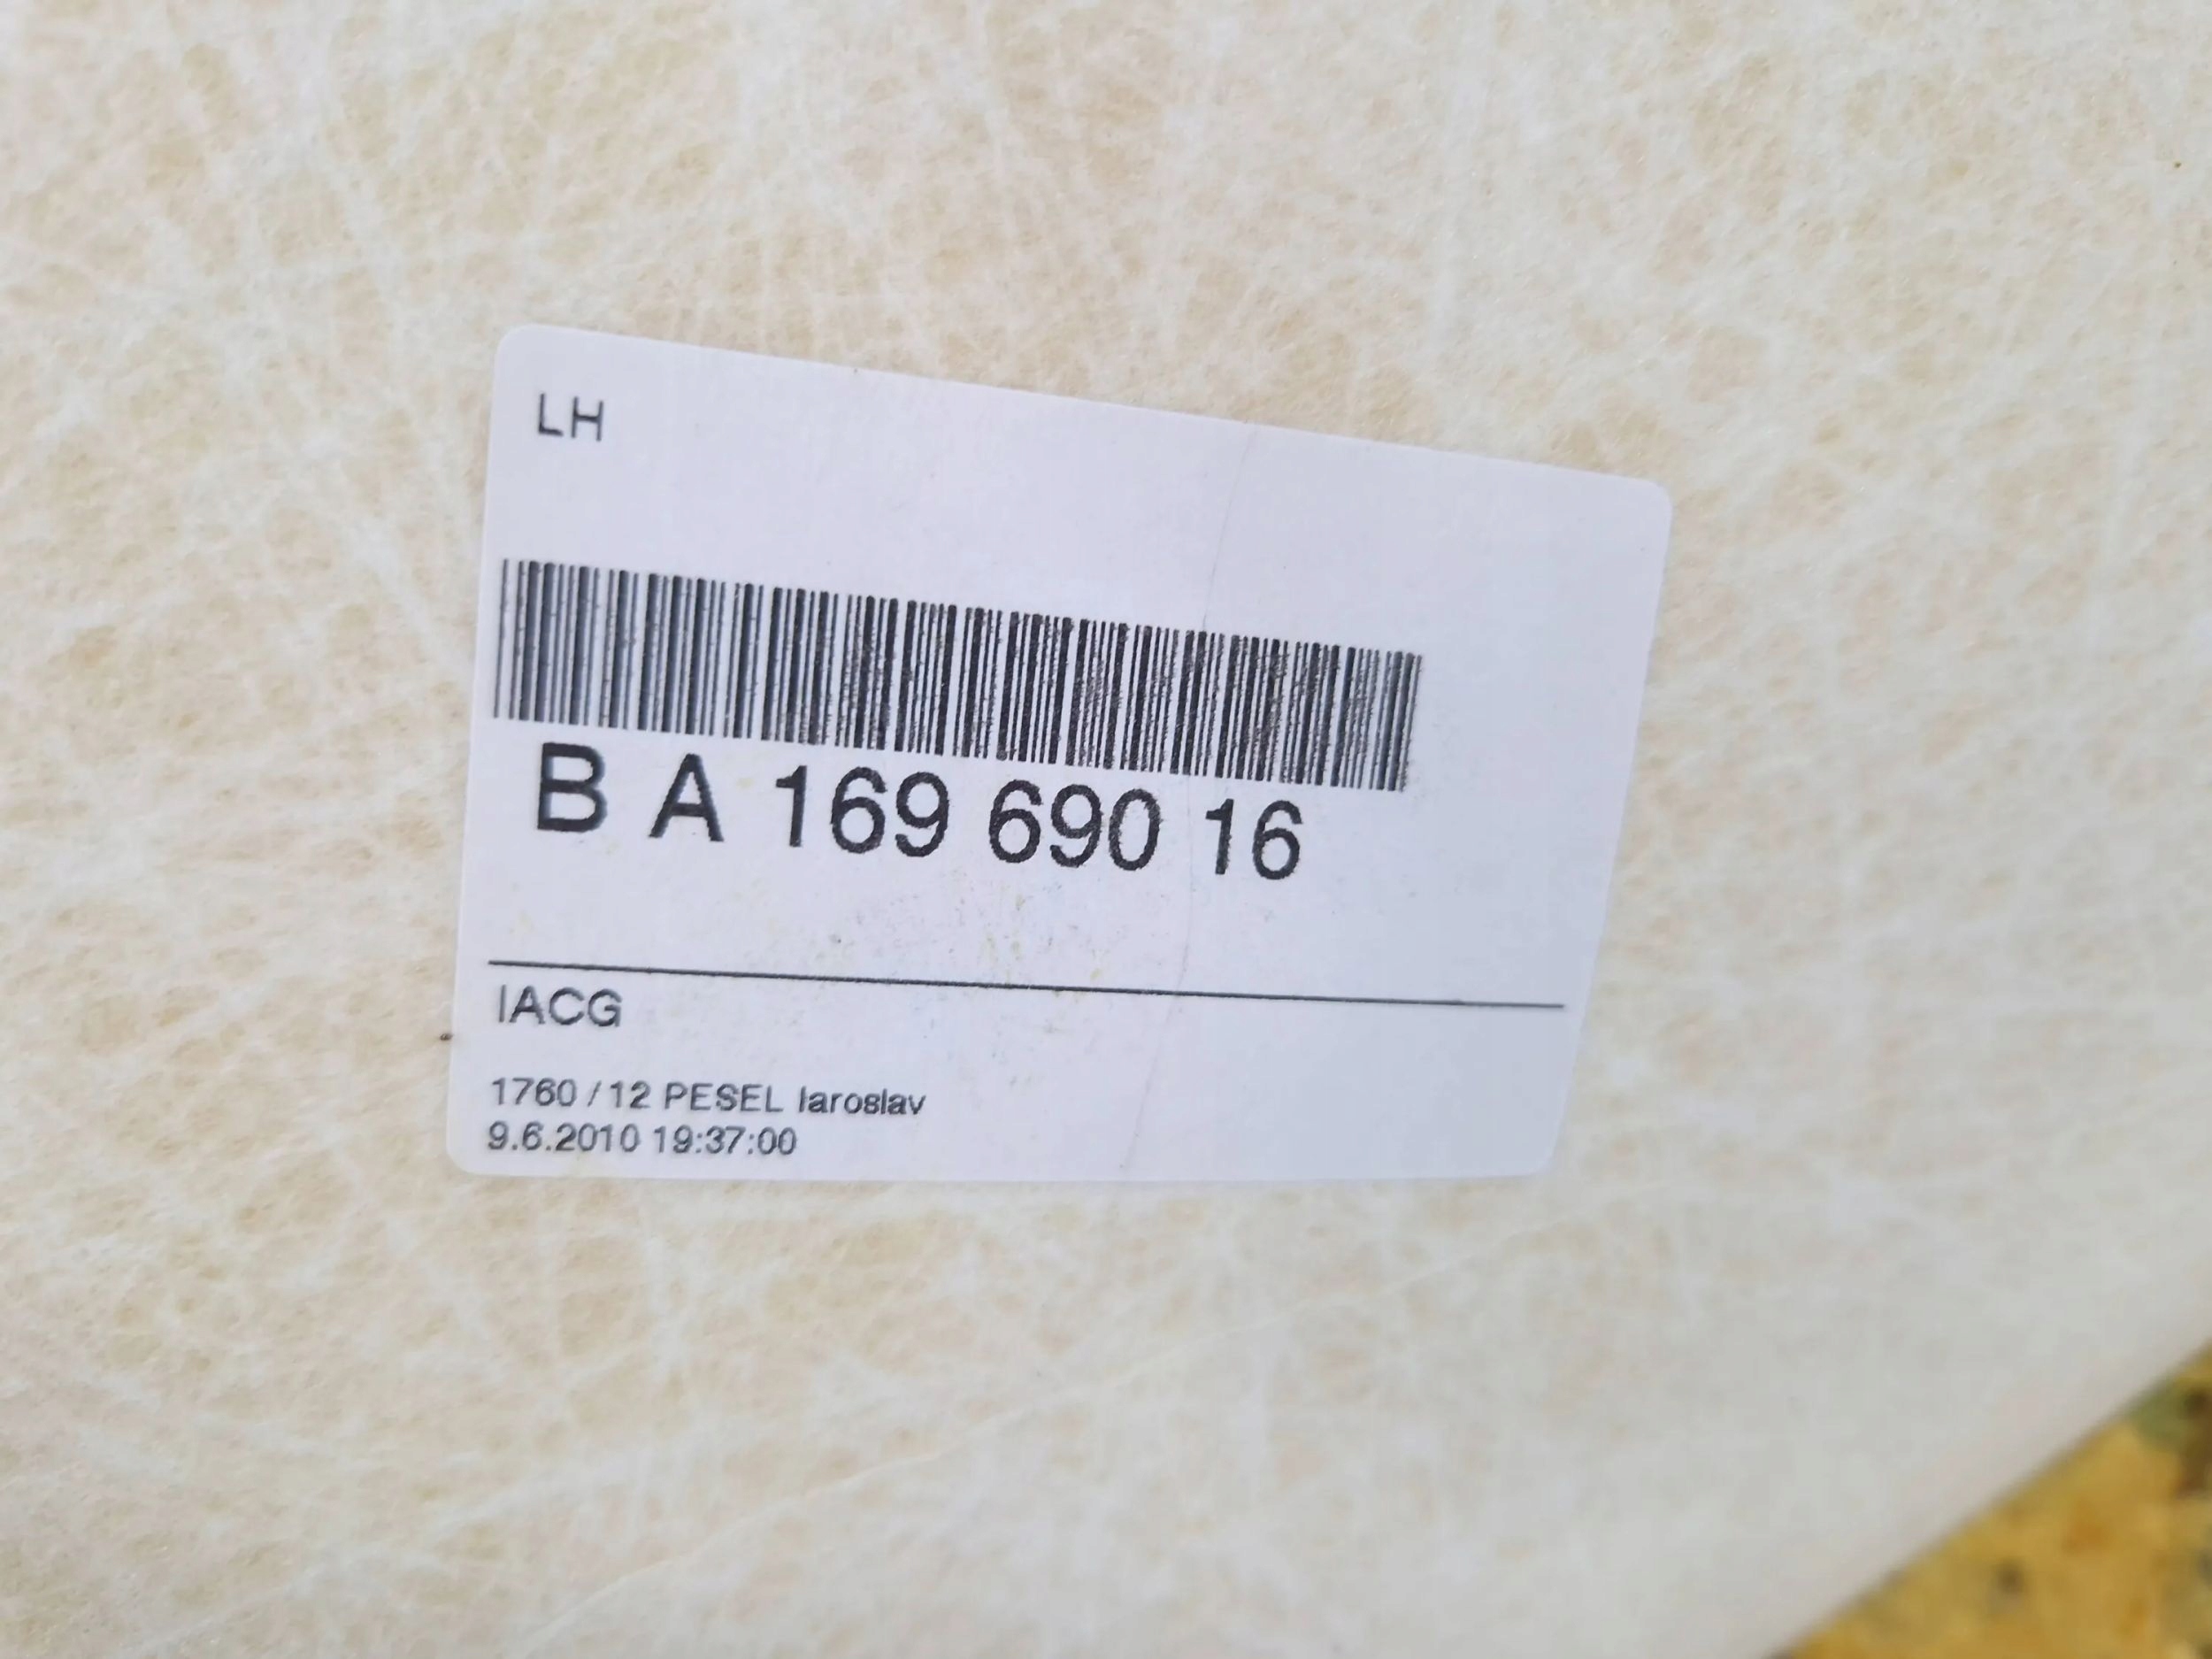 LH
B A 169 690 16
IACG
1760 / 12 PESEL Iaroslav
9.6.2010 19:37:00